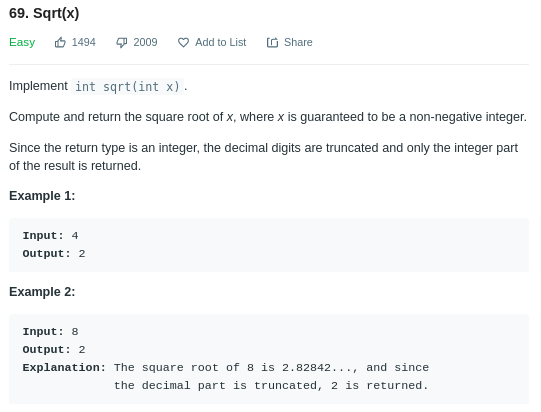 69. Sqrt(x)
Easy 1494 2009 Add to List Share
Implement int sqrt(int x).
Compute and return the square root of x, where x is guaranteed to be a non-negative integer.
Since the return type is an integer, the decimal digits are truncated and only the integer part
of the result is returned.
Example 1:
Input: 4
Output: 2
Example 2:
Input: 8
Output: 2
Explanation: The square root of 8 is 2.82842..., and since
the decimal part is truncated, 2 is returned.